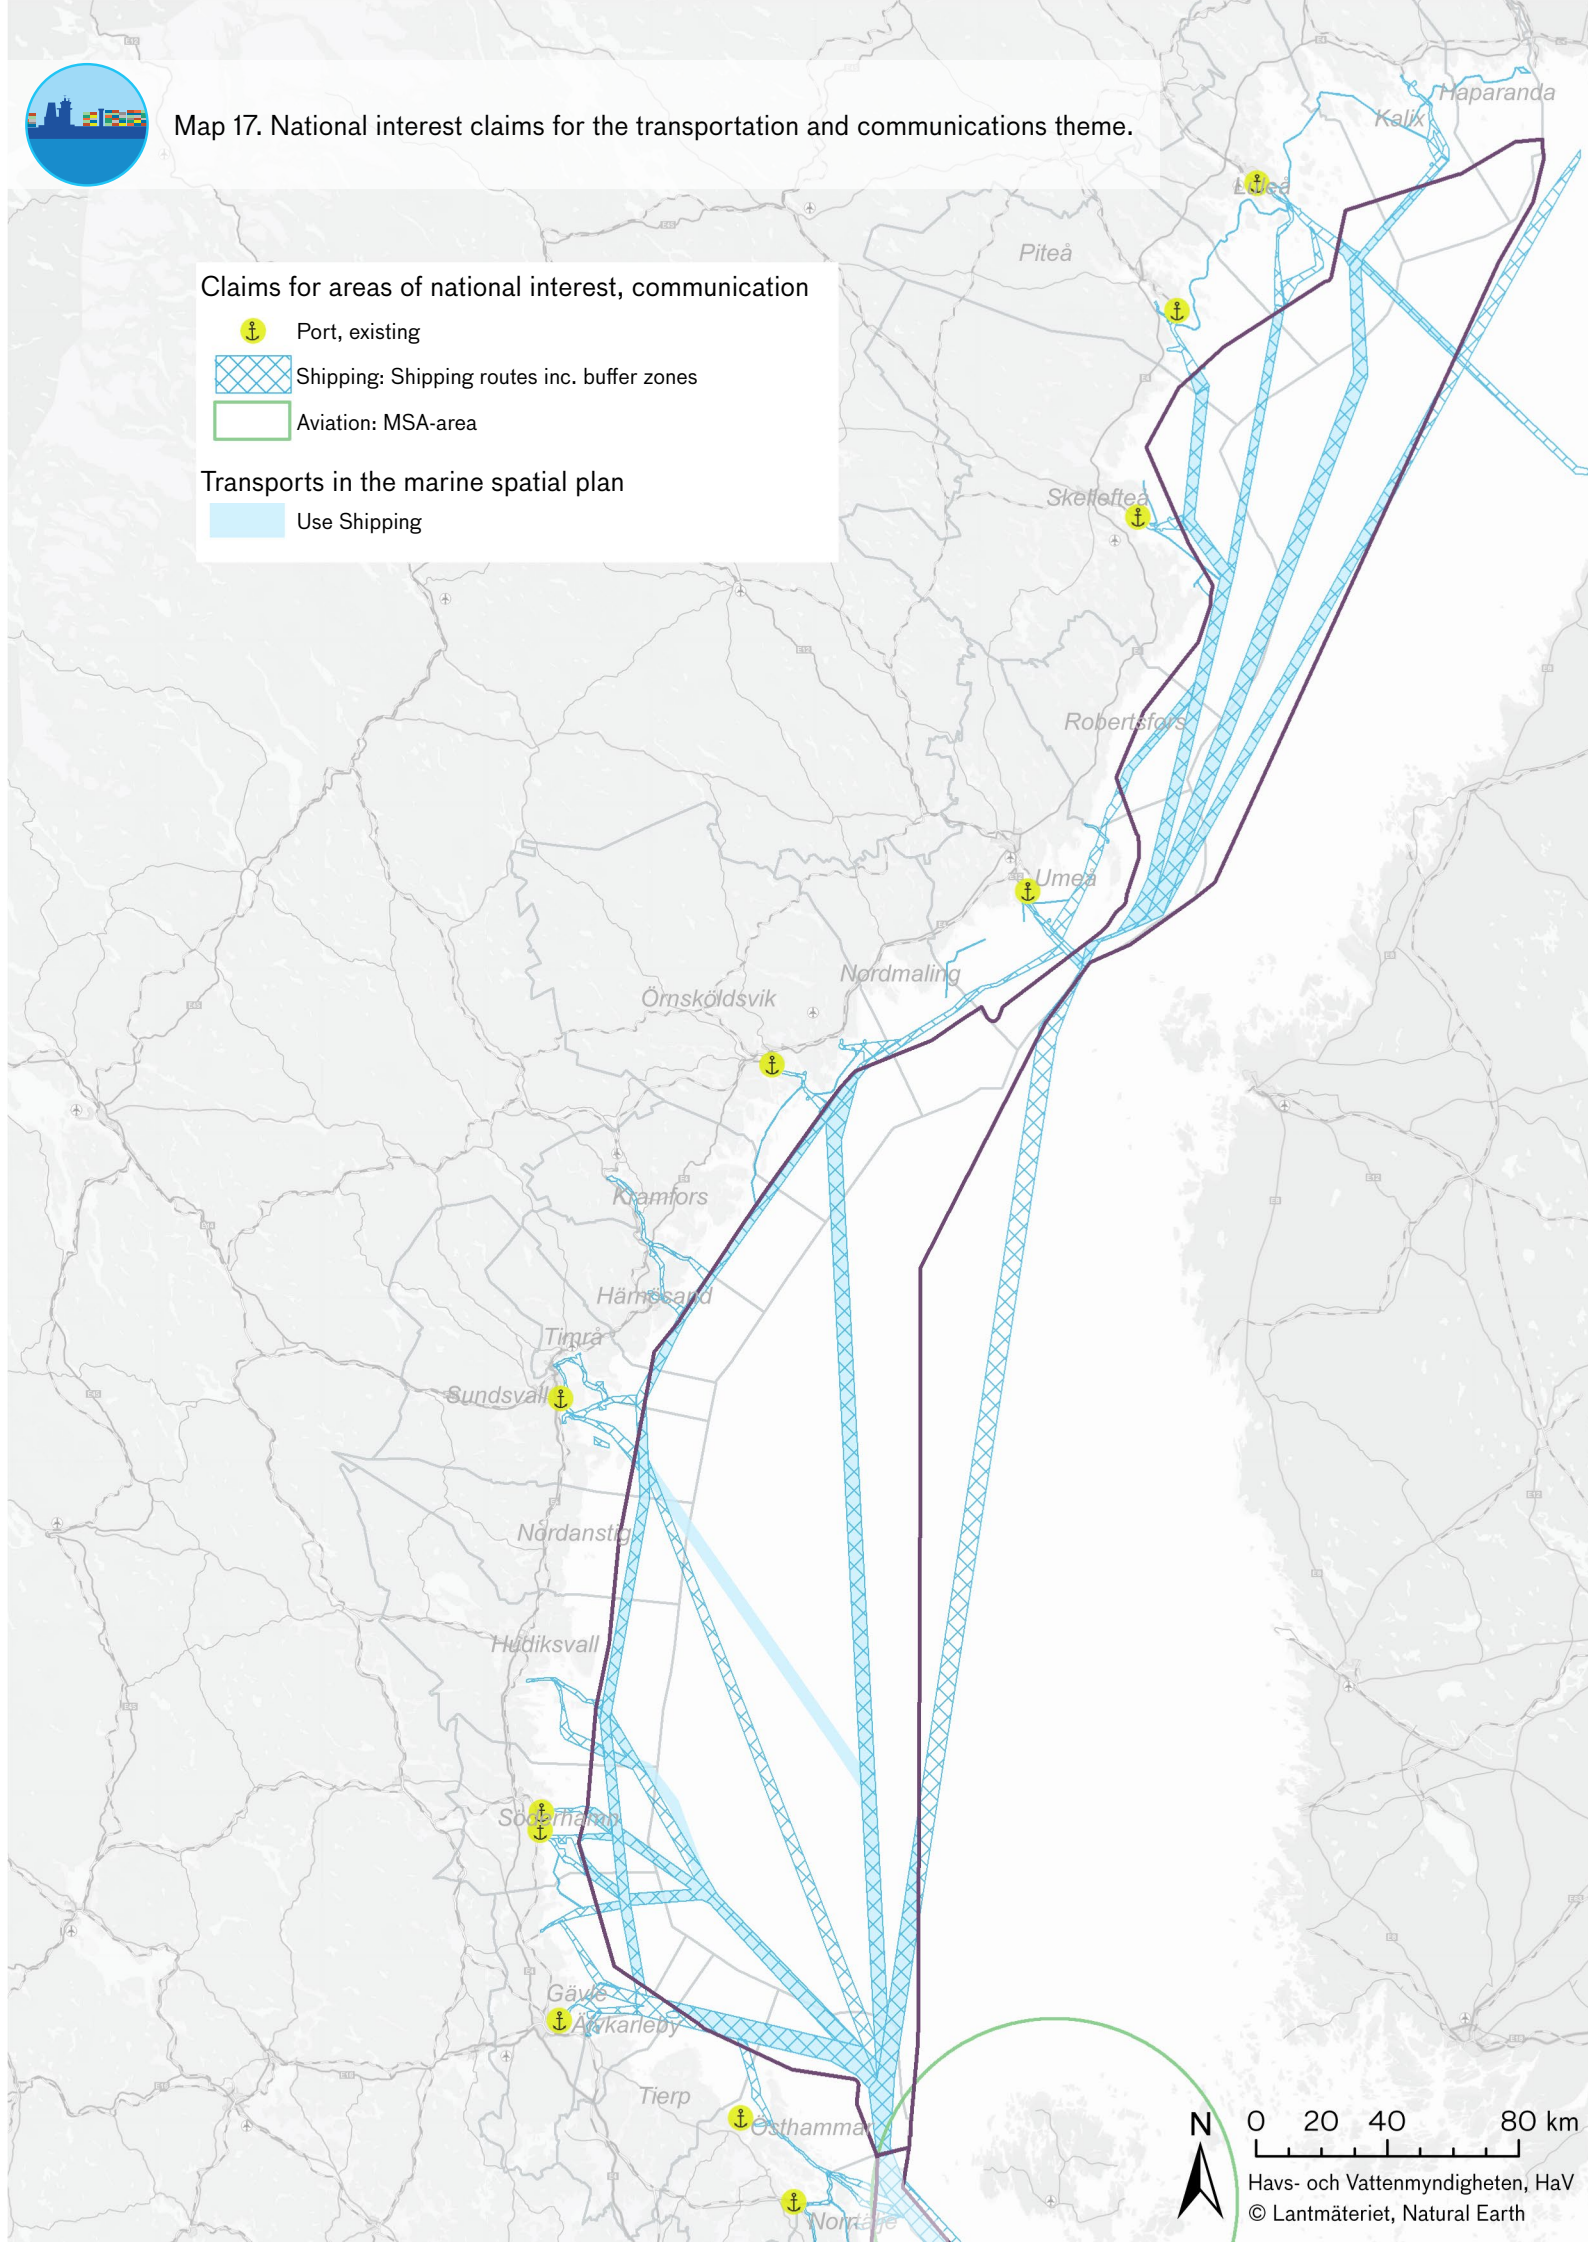 Map 17. National interest claims for the transportation and communications theme.
Haparanda
Kalix
Luleå
Piteå
Claims for areas of national interest, communication
Port, existing
Shipping: Shipping routes inc. buffer zones
Aviation: MSA-area
Transports in the marine spatial plan
Use Shipping
Skellefteå
Robertsfors
Umeå
Nordmaling
Örnsköldsvik
Kramfors
Härnösand
Timrå
Sundsvall
Nordanstig
Hudiksvall
Söderhamn
Gävle
Älvkarleby
Tierp
Östhammar
Norrtälje
N
0 20 40 80 km
Havs- och Vattenmyndigheten, HaV
© Lantmäteriet, Natural Earth